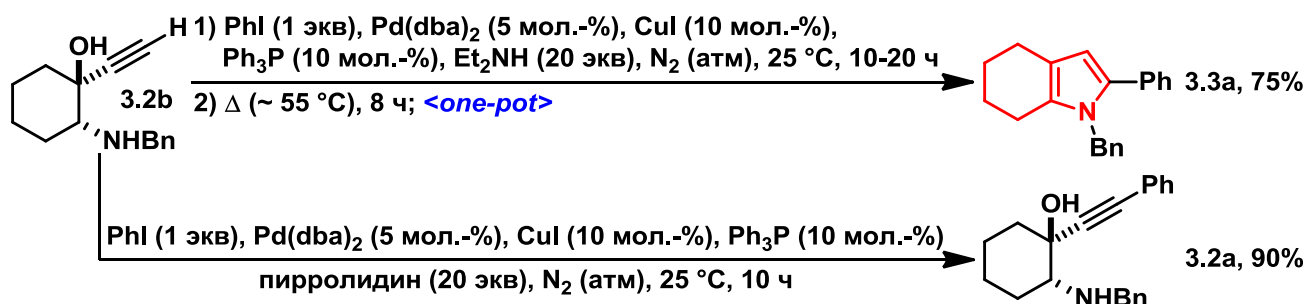 OH
H
1) PhI (1 экв), Pd(dba)2 (5 мол.-%), CuI (10 мол.-%),
Ph3P (10 мол.-%), Et2NH (20 экв), N2 (атм), 25 °C, 10-20 ч
3.2b
2) Δ (~ 55 °C), 8 ч; <one-pot>
NHBn
Ph
N
Bn
3.3a, 75%
PhI (1 экв), Pd(dba)2 (5 мол.-%), CuI (10 мол.-%), Ph3P (10 мол.-%)
пирролидин (20 экв), N2 (атм), 25 °C, 10 ч
Ph
OH
NHBn
3.2a, 90%